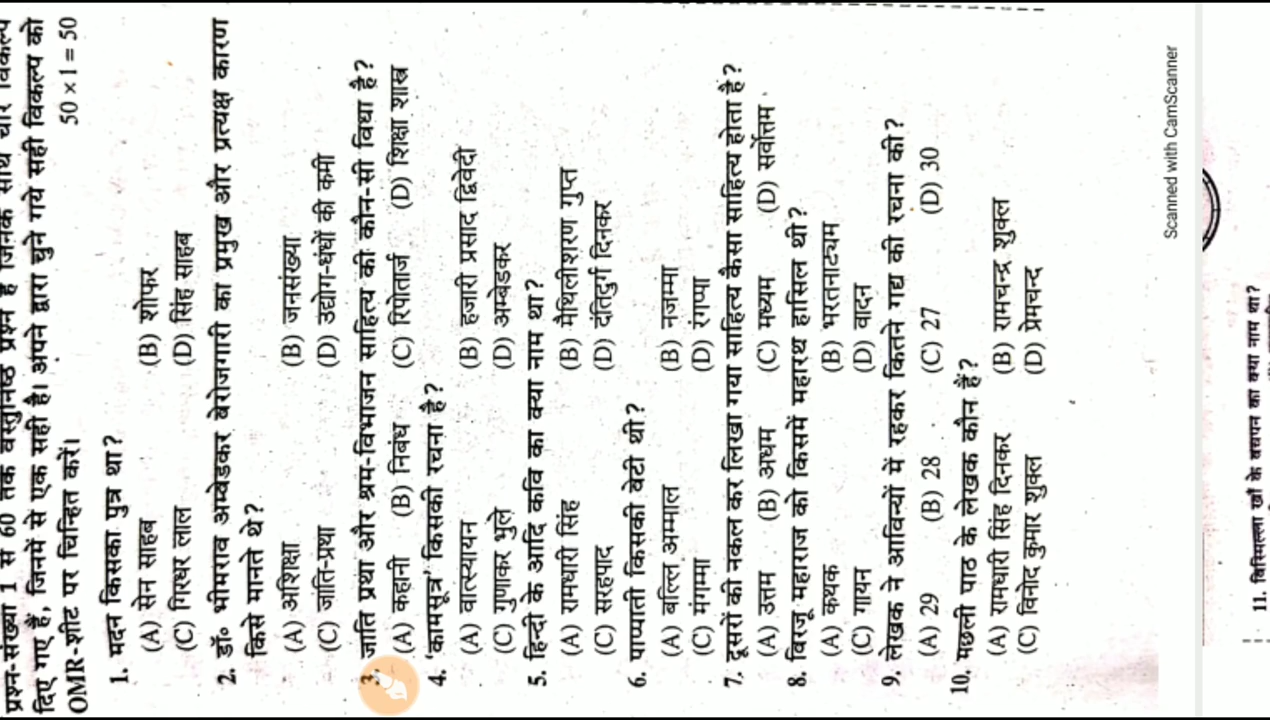 प्रश्न-संख्या 1 से 60 तक वस्तुनिष्ठ प्रश्न हैं जिनके साथ चार विकल्प
दिए गए हैं, जिनमें से एक सही है। अपने द्वारा चुने गये सही विकल्प को
OMR-शीट पर चिन्हित करें। 50 × 1 = 50
1. मदन किसका पुत्र था?
(A) सेन साहब (B) शोफर
(C) गिरधर लाल (D) सिंह साहब
2. डॉ० भीमराव अम्बेडकर बेरोजगारी का प्रमुख और प्रत्यक्ष कारण
किसे मानते थे?
(A) अशिक्षा (B) जनसंख्या
(C) जाति-प्रथा (D) उद्योग-धंधों की कमी
3. जाति प्रथा और श्रम-विभाजन साहित्य की कौन-सी विधा है?
(A) कहानी (B) निबंध (C) रिपोतार्ज (D) शिक्षा शास्त्र
4. 'कामसूत्र' किसकी रचना है?
(A) वात्स्यायन (B) हजारी प्रसाद द्विवेदी
(C) गुणाकर भुले (D) अम्बेडकर
5. हिन्दी के आदि कवि का क्या नाम था?
(A) रामधारी सिंह (B) मैथिलीशरण गुप्त
(C) सरहपाद (D) दंतिदुर्ग दिनकर
6. पाप्पाती किसकी बेटी थी?
(A) वल्लि अम्माल (B) नजम्मा
(C) मंगम्मा (D) रंगप्पा
7. दूसरों की नकल कर लिखा गया साहित्य कैसा साहित्य होता है?
(A) उत्तम (B) अधम (C) मध्यम (D) सर्वोत्तम
8. बिरजू महाराज को किसमें महारथ हासिल थी?
(A) कथक (B) भरतनाट्यम
(C) गायन (D) वादन
9. लेखक ने आविन्यों में रहकर कितने गद्य की रचना की?
(A) 29 (B) 28 (C) 27 (D) 30
10. मछली पाठ के लेखक कौन हैं?
(A) रामधारी सिंह दिनकर (B) रामचन्द्र शुक्ल
(C) विनोद कुमार शुक्ल (D) प्रेमचन्द
Scanned with CamScanner
11. बिस्मिल्ला खाँ के बचपन का क्या नाम था?